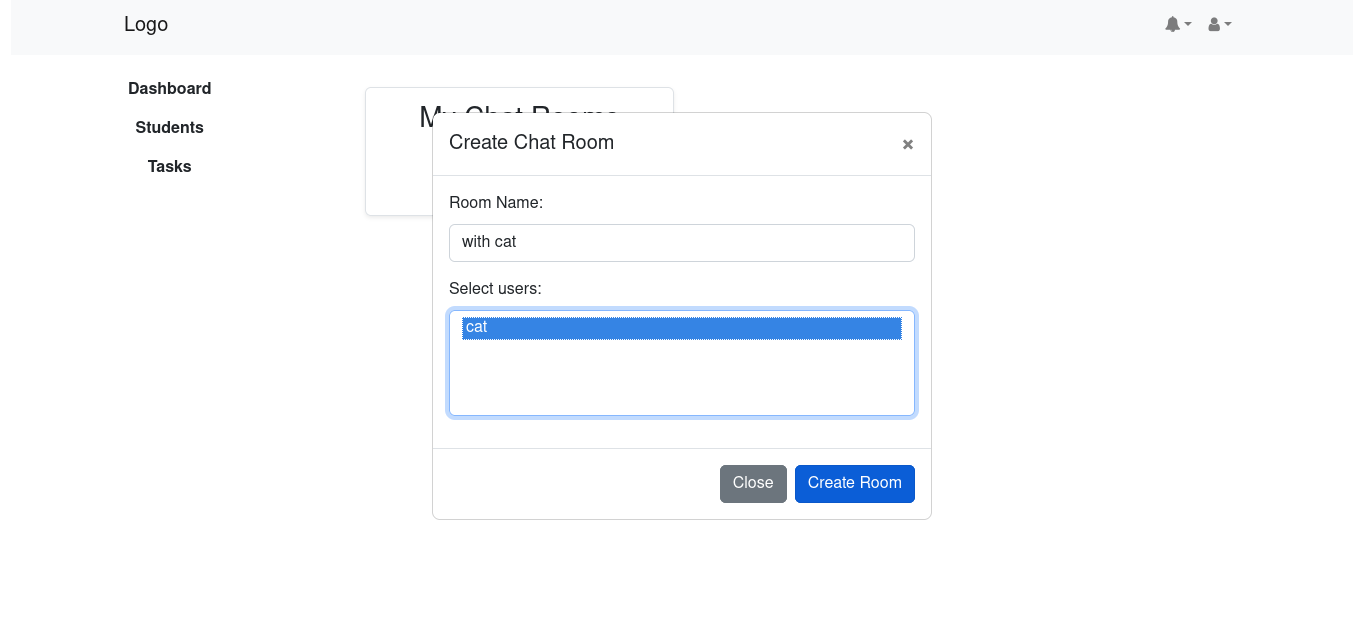 Logo
Dashboard
Students
Tasks
My Chat Rooms
Create Chat Room
Room Name:
with cat
Select users:
cat
Close
Create Room